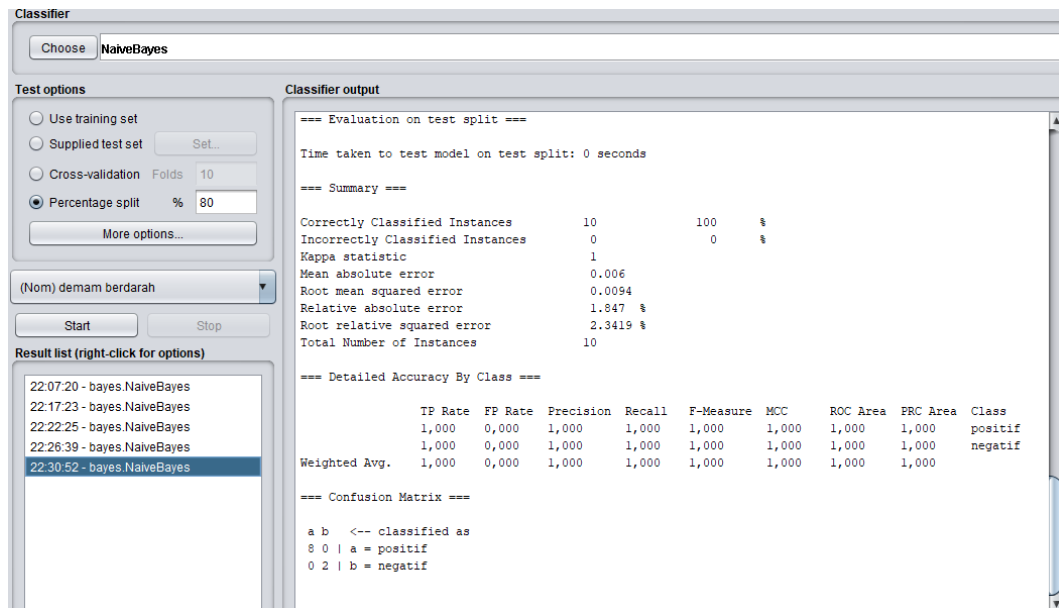 Classifier
Choose NaiveBayes
Test options
Use training set
Supplied test set Set...
Cross-validation Folds 10
Percentage split % 80
More options...
(Nom) demam berdarah
Start Stop
Result list (right-click for options)
22:07:20 - bayes.NaiveBayes
22:17:23 - bayes.NaiveBayes
22:22:25 - bayes.NaiveBayes
22:26:39 - bayes.NaiveBayes
22:30:52 - bayes.NaiveBayes
Classifier output
=== Evaluation on test split ===
Time taken to test model on test split: 0 seconds
=== Summary ===
Correctly Classified Instances 10 100 %
Incorrectly Classified Instances 0 0 %
Kappa statistic 1
Mean absolute error 0.006
Root mean squared error 0.0094
Relative absolute error 1.847 %
Root relative squared error 2.3419 %
Total Number of Instances 10
=== Detailed Accuracy By Class ===
TP Rate FP Rate Precision Recall F-Measure MCC ROC Area PRC Area Class
1,000 0,000 1,000 1,000 1,000 1,000 1,000 1,000 positif
1,000 0,000 1,000 1,000 1,000 1,000 1,000 1,000 negatif
Weighted Avg. 1,000 0,000 1,000 1,000 1,000 1,000 1,000 1,000
=== Confusion Matrix ===
a b <-- classified as
8 0 | a = positif
0 2 | b = negatif